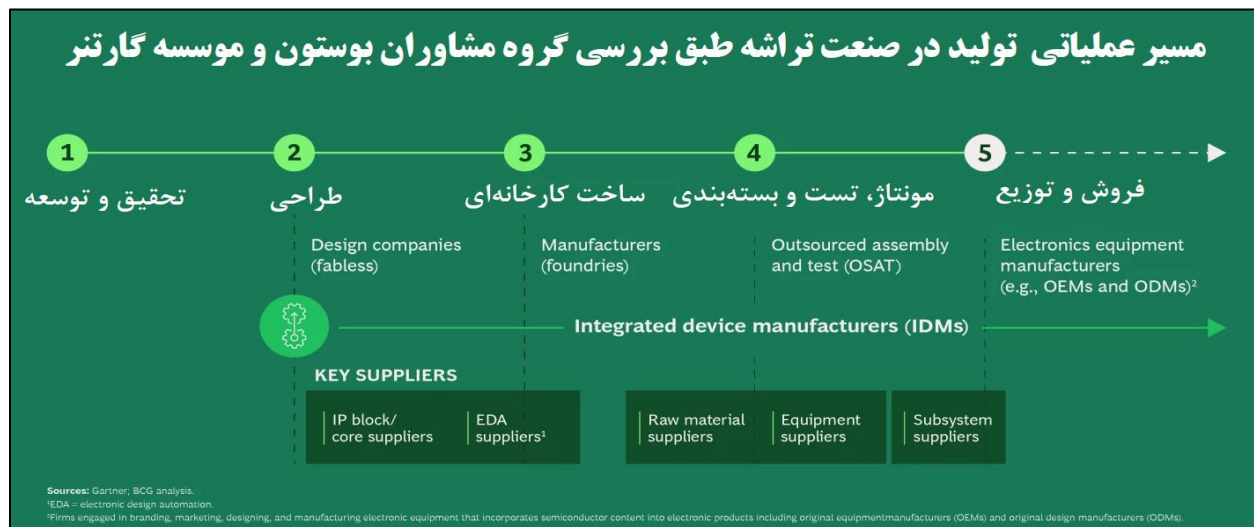 مسیر عملیاتی تولید در صنعت تراشه طبق بررسی گروه مشاوران بوستون و موسسه گارتنر
1
2
3
4
5
تحقیق و توسعه
طراحی
ساخت کارخانه‌ای
مونتاژ، تست و بسته‌بندی
فروش و توزیع
Design companies
(fabless)
Manufacturers
(foundries)
Outsourced assembly
and test (OSAT)
Electronics equipment
manufacturers
(e.g., OEMs and ODMs)²
Integrated device manufacturers (IDMs)
KEY SUPPLIERS
IP block/
core suppliers
EDA
suppliers¹
Raw material
suppliers
Equipment
suppliers
Subsystem
suppliers
Sources: Gartner; BCG analysis.
¹EDA = electronic design automation.
²Firms engaged in branding, marketing, designing, and manufacturing electronic equipment that incorporates semiconductor content into electronic products including original equipmentmanufacturers (OEMs) and original design manufacturers (ODMs).